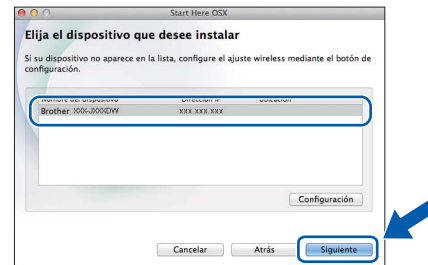 Start Here OSX
Elija el dispositivo que desee instalar
Si su dispositivo no aparece en la lista, configure el ajuste wireless mediante el botón de
configuración.
Nombre del dispositivo Dirección IP Ubicación
Brother XXX-JXXXDW XXX.XXX.XXX
Configuración
Cancelar Atrás Siguiente